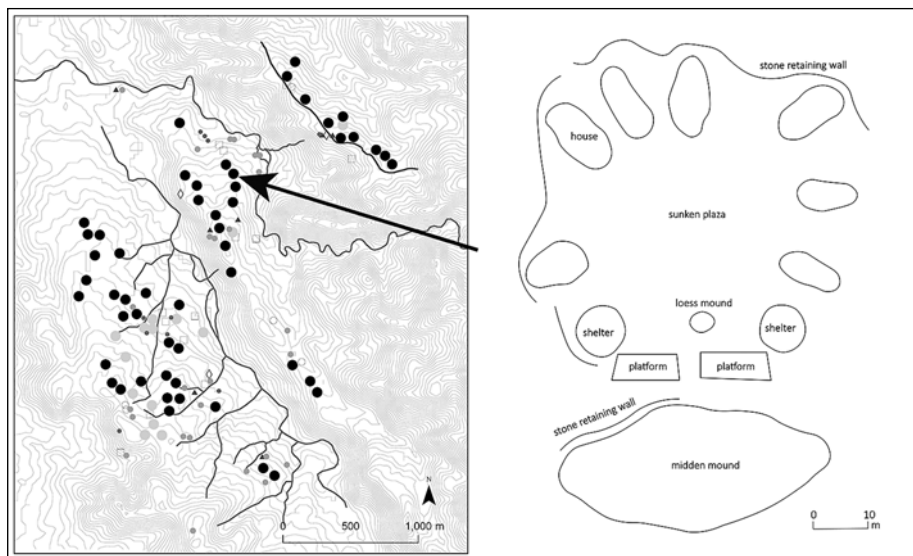 N
0 500 1,000 m
stone retaining wall
house
sunken plaza
loess mound
shelter
shelter
platform
platform
stone retaining wall
midden mound
0 10
m